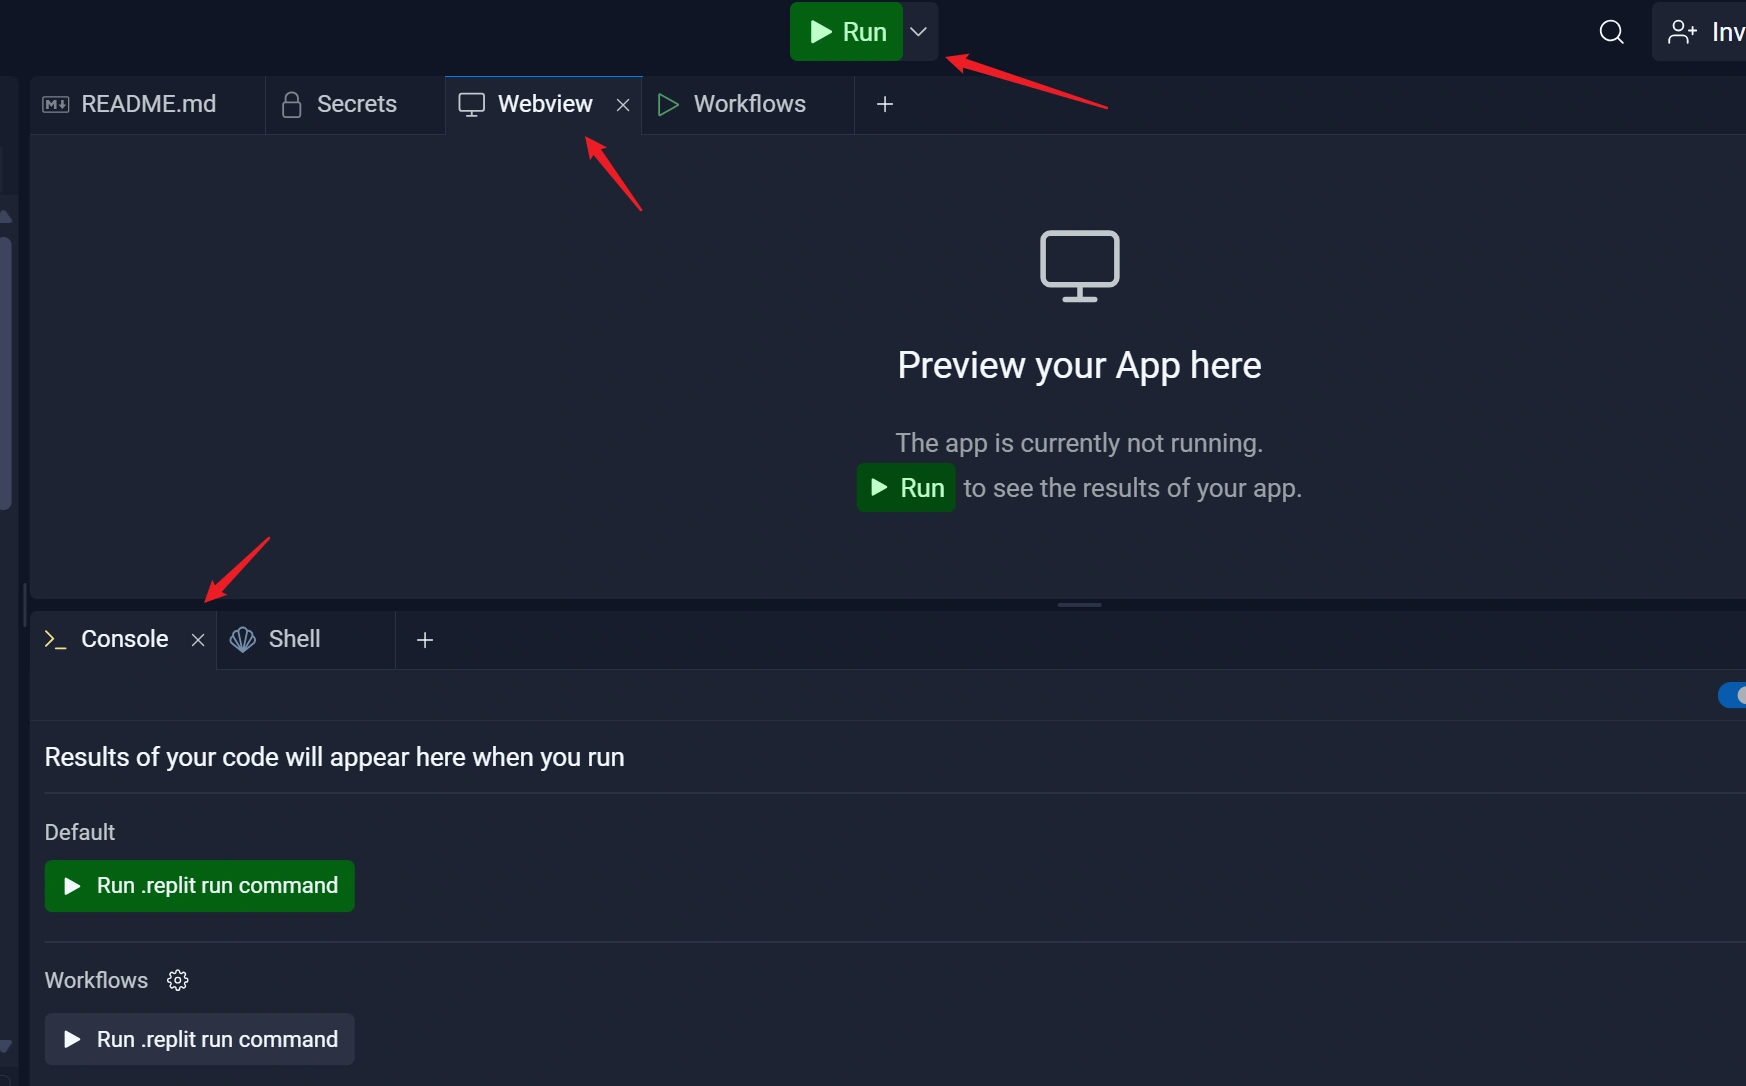 Run
Inv
README.md
Secrets
Webview
Workflows
Preview your App here
The app is currently not running.
Run to see the results of your app.
Console
Shell
Results of your code will appear here when you run
Default
Run .replit run command
Workflows
Run .replit run command